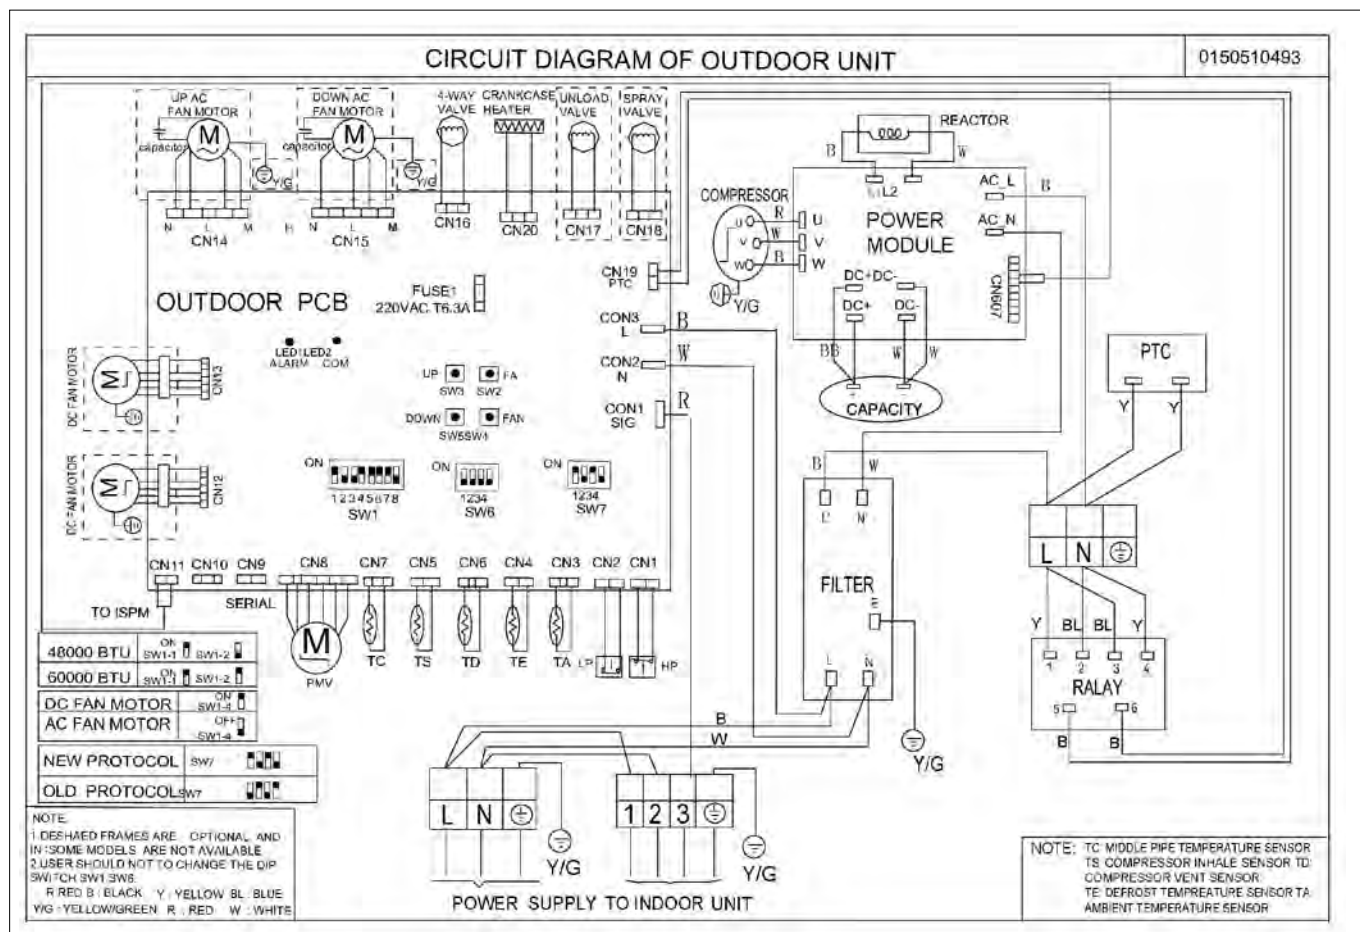 CIRCUIT DIAGRAM OF OUTDOOR UNIT
0150510493
UP AC
FAN MOTOR
M
capacitor
Y/G
N L M H
CN14
DOWN AC
FAN MOTOR
M
capacitor
Y/G
N L M
CN15
4-WAY
VALVE
CN16
CRANKCASE
HEATER
CN20
UNLOAD
VALVE
CN17
SPRAY
VALVE
CN18
REACTOR
B
W
L1 L2
COMPRESSOR
U R U
V W V
W B W
Y/G
POWER
MODULE
AC_L
B
AC_N
CN607
DC+DC-
DC+ DC-
BB W W
CAPACITY
OUTDOOR PCB
FUSE1
220VAC T6.3A
CN19
PTC
CON3
L
B
CON2
N
W
CON1
SIG
R
LED1LED2
ALARM COM
UP
SW3
FA
SW2
DOWN
FAN
SW5SW4
DC FAN MOTOR
M
CN13
DC FAN MOTOR
M
CN12
ON
12345678
SW1
ON
1234
SW6
ON
1234
SW7
PTC
Y Y
L N
Y BL BL Y
1 2 3 4
RALAY
5 6
B B
B W
L' N'
FILTER
E
L N
Y/G
CN11 CN10 CN9 CN8 CN7 CN5 CN6 CN4 CN3 CN2 CN1
TO ISPM
SERIAL
M
PMV
TC TS TD TE TA LP HP
48000 BTU ON SW1-1 SW1-2
60000 BTU ON SW1-1 SW1-2
DC FAN MOTOR ON SW1-4
AC FAN MOTOR OFF SW1-4
NEW PROTOCOL SW7
OLD PROTOCOL SW7
B
W
L N
Y/G
1 2 3
Y/G
POWER SUPPLY TO INDOOR UNIT
NOTE:
1.DESHAED FRAMES ARE OPTIONAL AND
IN SOME MODELS ARE NOT AVAILABLE
2.USER SHOULD NOT TO CHANGE THE DIP
SWITCH SW1 SW6
R:RED B:BLACK Y:YELLOW BL:BLUE
Y/G:YELLOW/GREEN R:RED W:WHITE
NOTE: TC MIDDLE PIPE TEMPERATURE SENSOR
TS COMPRESSOR INHALE SENSOR TD:
COMPRESSOR VENT SENSOR
TE: DEFROST TEMPREATURE SENSOR TA:
AMBIENT TEMPERATURE SENSOR